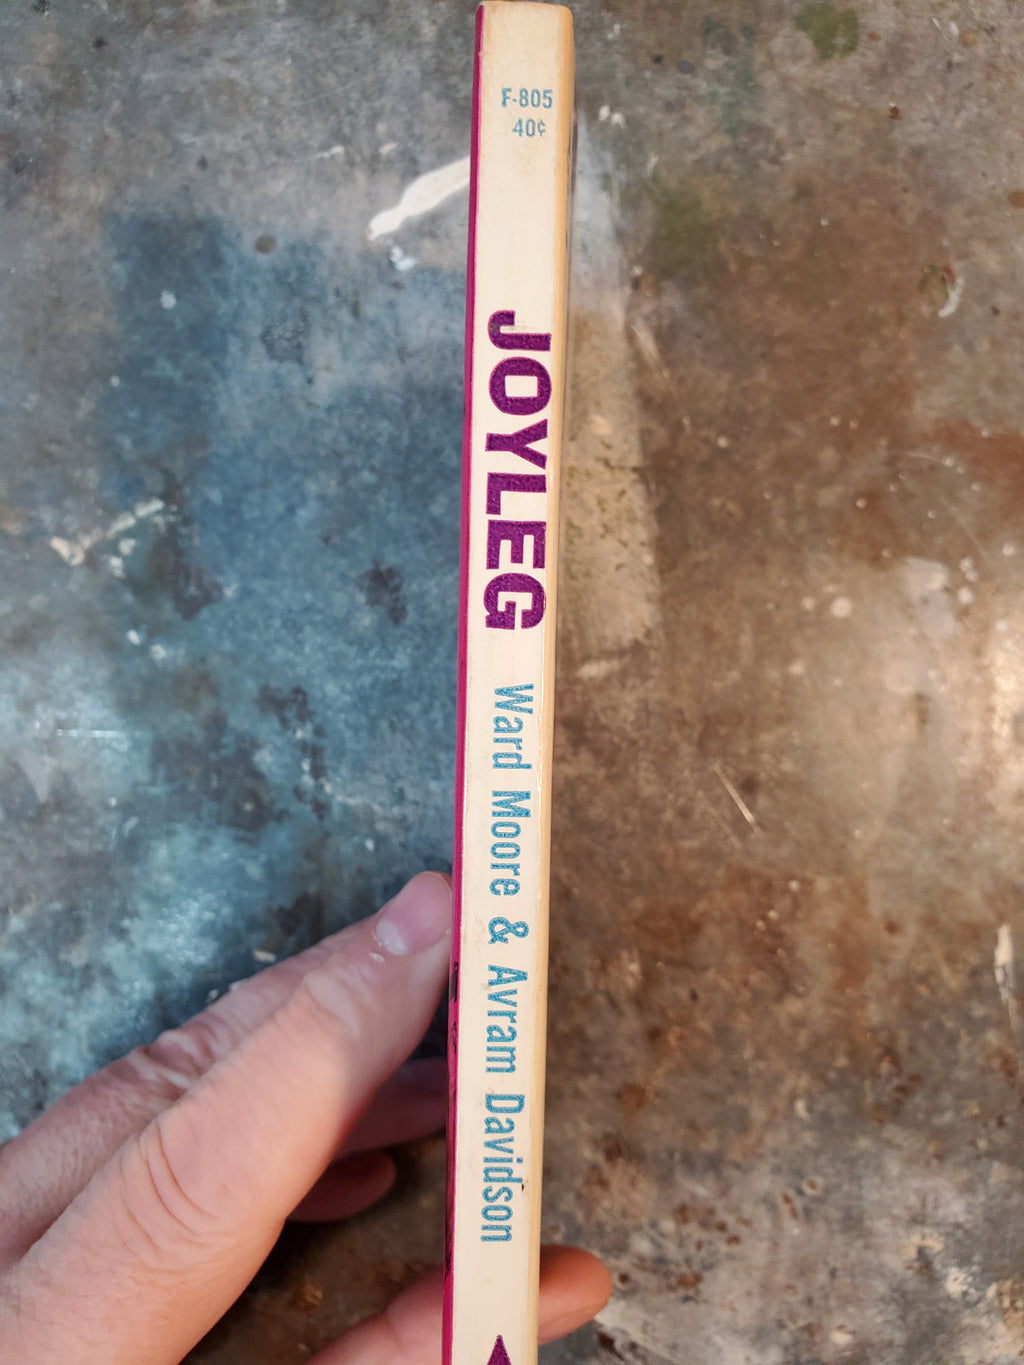 F-805
40¢
JOYLEG Ward Moore & Avram Davidson